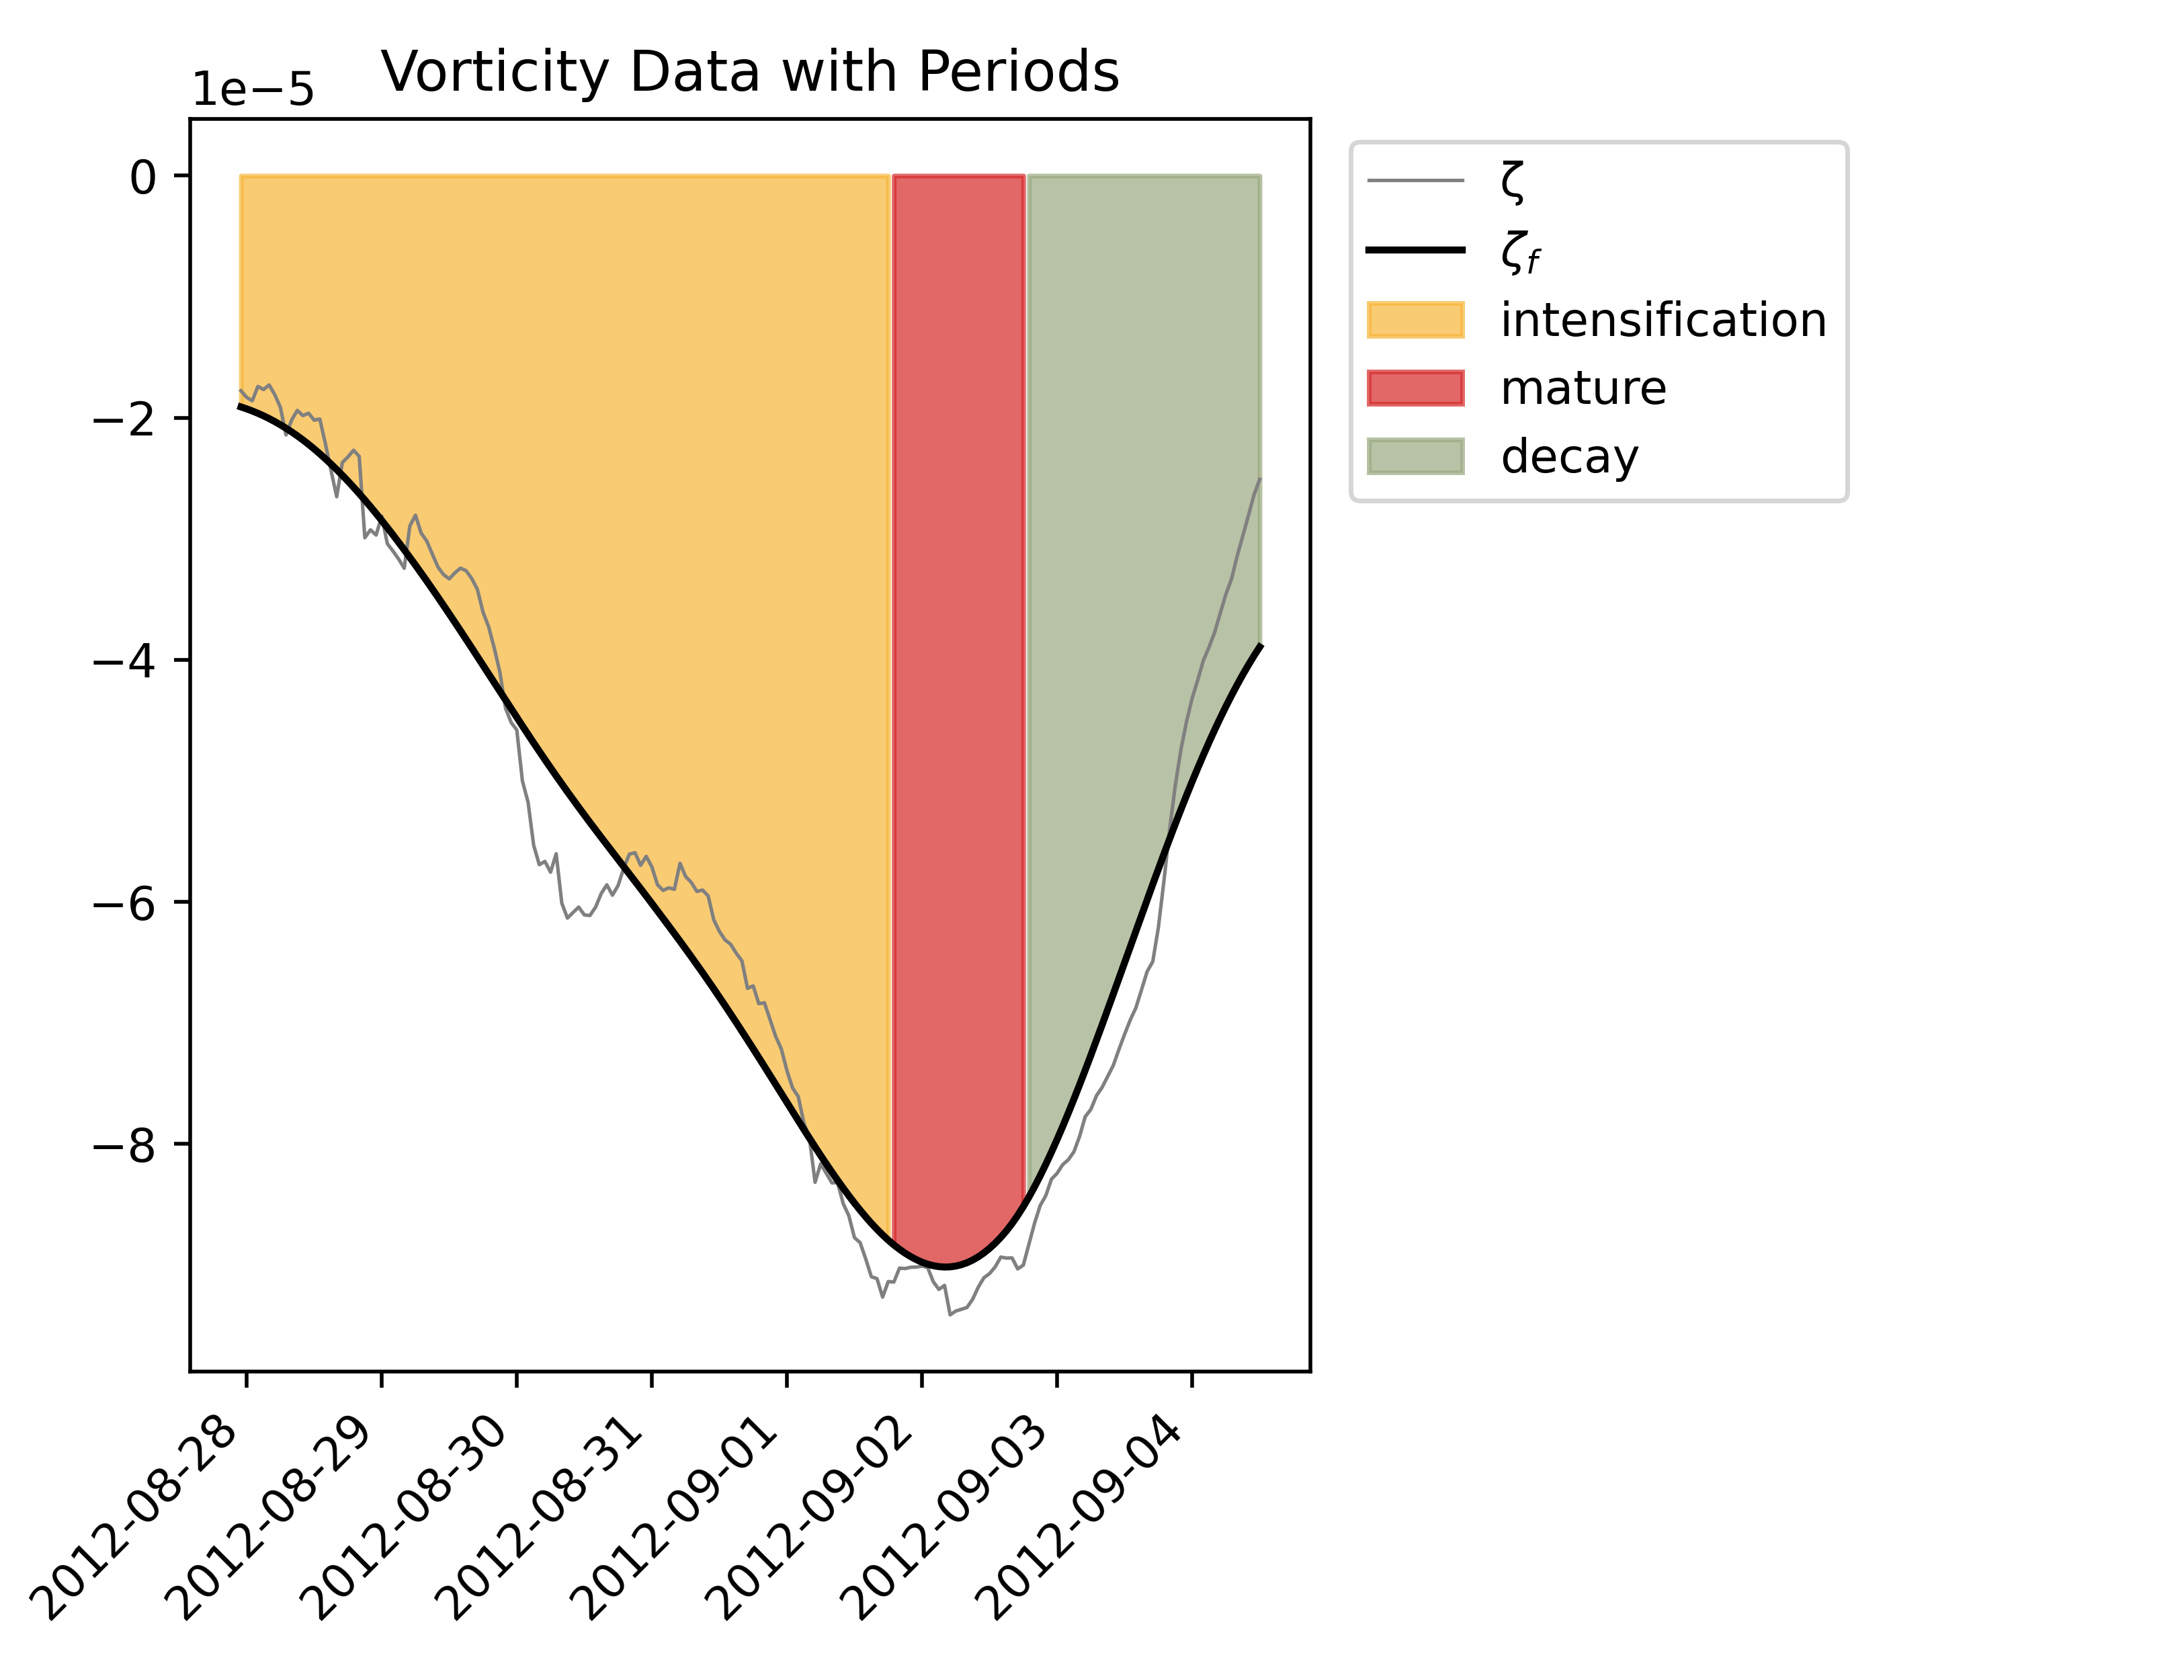 Vorticity Data with Periods
1e−5
0
−2
−4
−6
−8
2012-08-28
2012-08-29
2012-08-30
2012-08-31
2012-09-01
2012-09-02
2012-09-03
2012-09-04
ζ
ζf
intensification
mature
decay